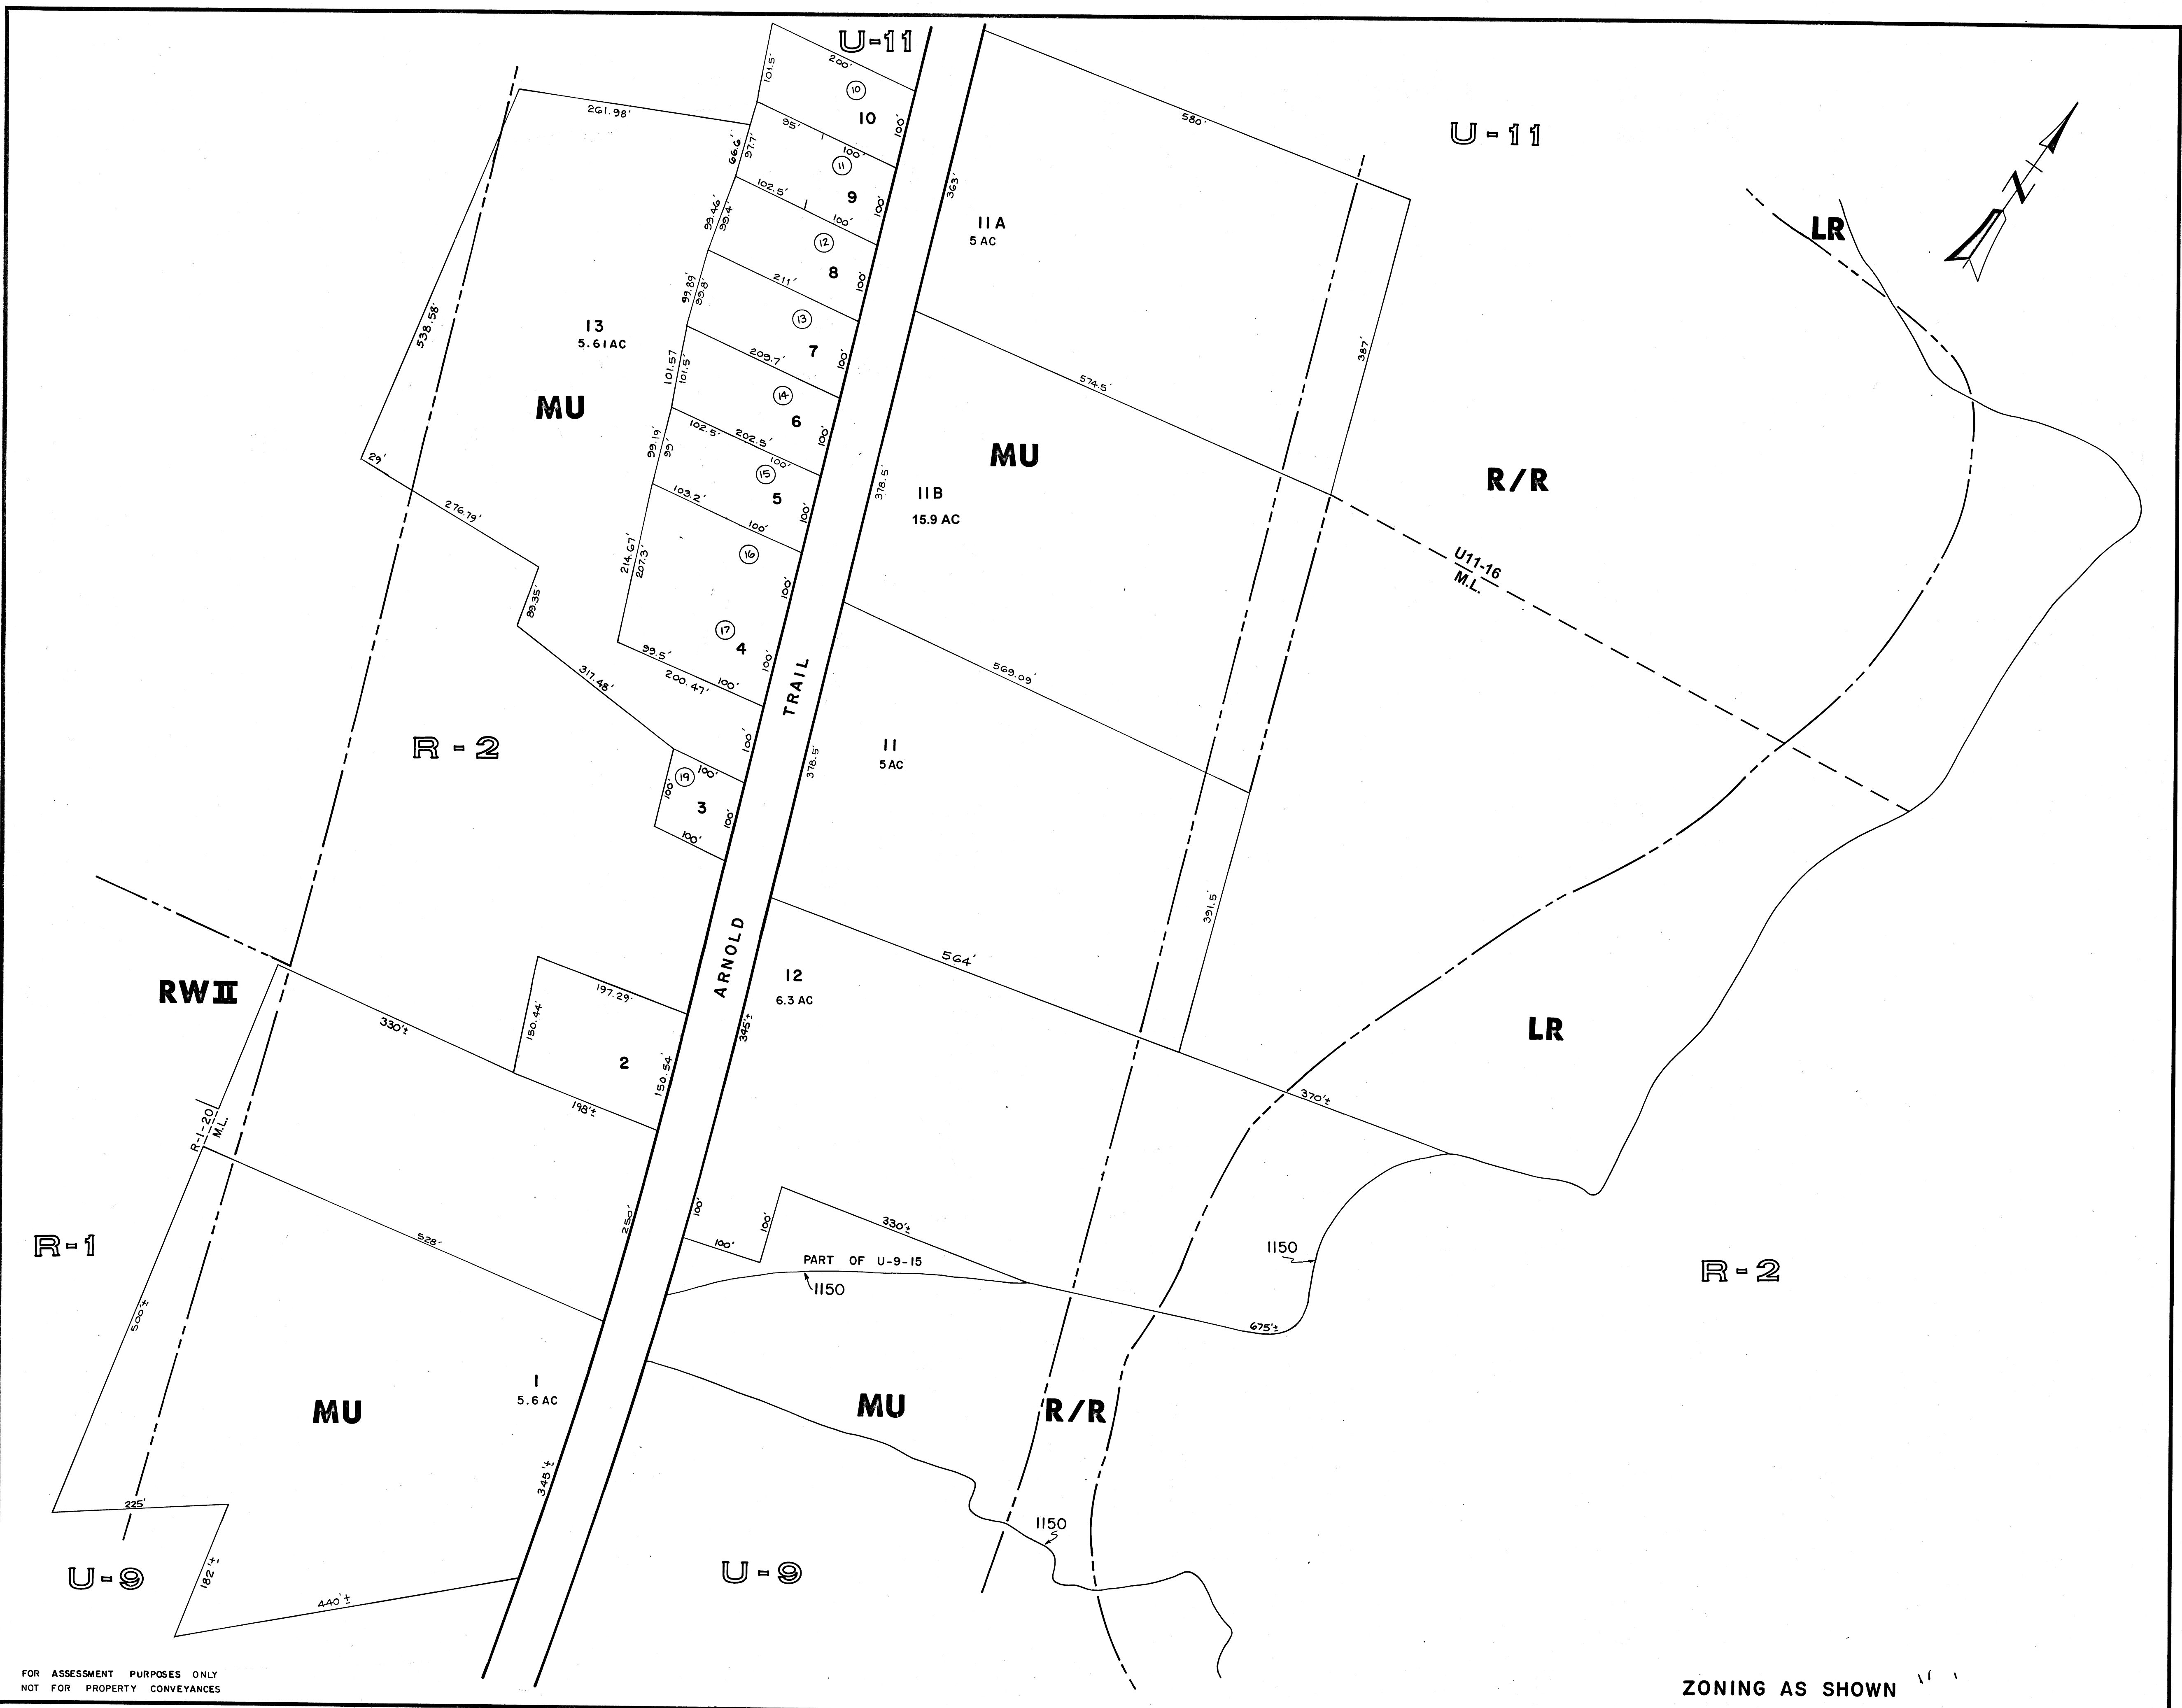 U-11
200'
101.5'
10
10
100'
580'
U-11
261.98'
95'
100'
66.6'
97.7'
11
9
100'
363'
11A
5 AC
LR
N
102.5'
100'
99.46'
99.4'
12
8
100'
211'
99.89'
99.8'
13
7
100'
538.58'
13
5.61 AC
MU
209.7'
101.57
101.5'
14
6
100'
387'
574.5'
MU
R/R
102.5'
202.5'
100'
99.19'
99'
15
5
100'
29'
276.79'
378.5'
11B
15.9 AC
103.2'
100'
16
214.67'
207.3'
100'
U11-16
M.L.
89.35'
17
4
100'
99.5'
100'
200.47'
317.48'
569.09'
TRAIL
ARNOLD
R-2
100'
378.5'
11
5 AC
19
100'
100'
3
100'
100'
391.5'
564'
RWII
197.29'
150.44'
2
150.54'
12
6.3 AC
345'±
330'±
198'±
LR
370'±
R-1-20
M.L.
R-1
528'
250'
100'
100'
100'
330'±
PART OF U-9-15
1150
1150
675'±
R-2
500'±
1
5.6 AC
MU
MU
R/R
345'±
225'
182'±
440'±
U-9
U-9
1150
FOR ASSESSMENT PURPOSES ONLY
NOT FOR PROPERTY CONVEYANCES
ZONING AS SHOWN